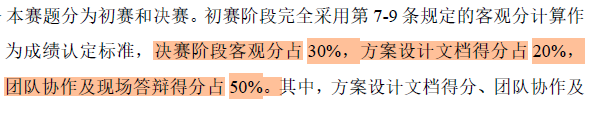 本赛题分为初赛和决赛。初赛阶段完全采用第 7-9 条规定的客观分计算作
为成绩认定标准，决赛阶段客观分占 30%，方案设计文档得分占 20%，
团队协作及现场答辩得分占 50%。其中，方案设计文档得分、团队协作及